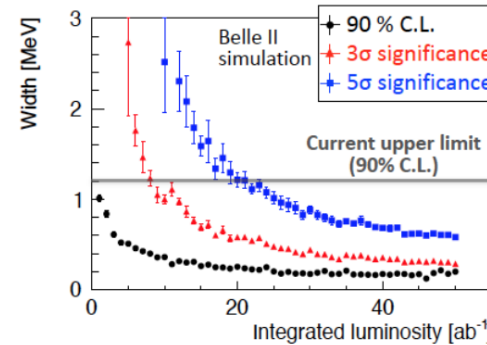 Width [MeV]
3
2
1
0
Belle II
simulation
90 % C.L.
3σ significance
5σ significance
Current upper limit
(90% C.L.)
0 20 40
Integrated luminosity [ab⁻¹]